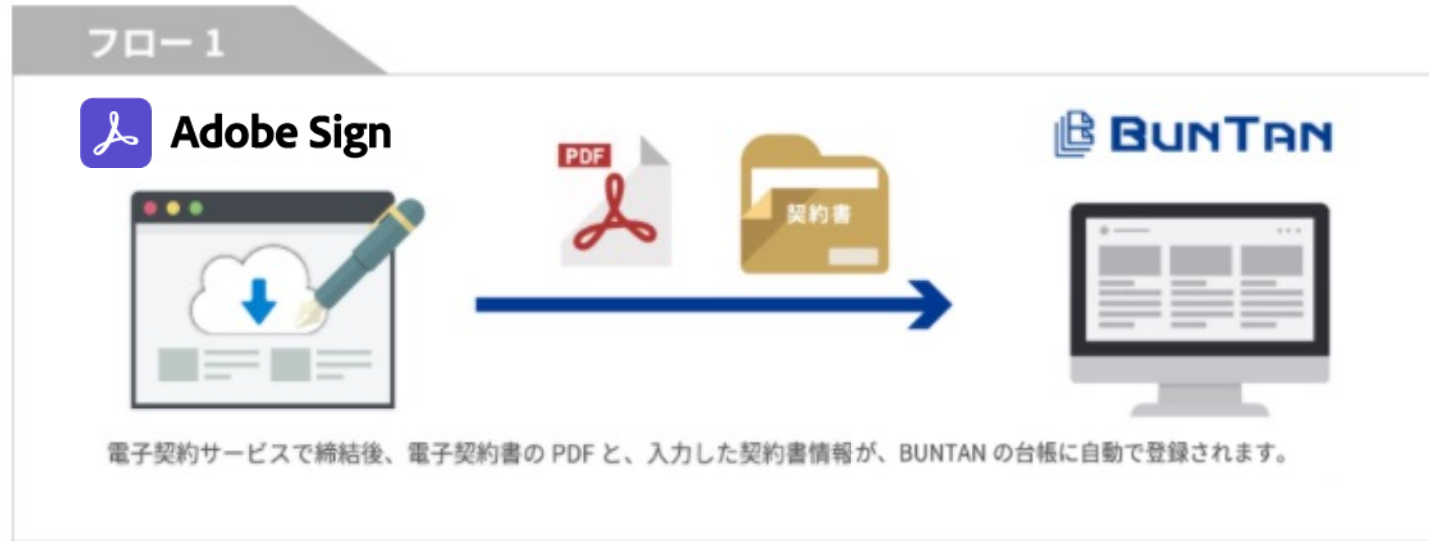 フロー 1
Adobe Sign
BUNTAN
PDF
契約書
電子契約サービスで締結後、電子契約書の PDF と、入力した契約書情報が、BUNTAN の台帳に自動で登録されます。